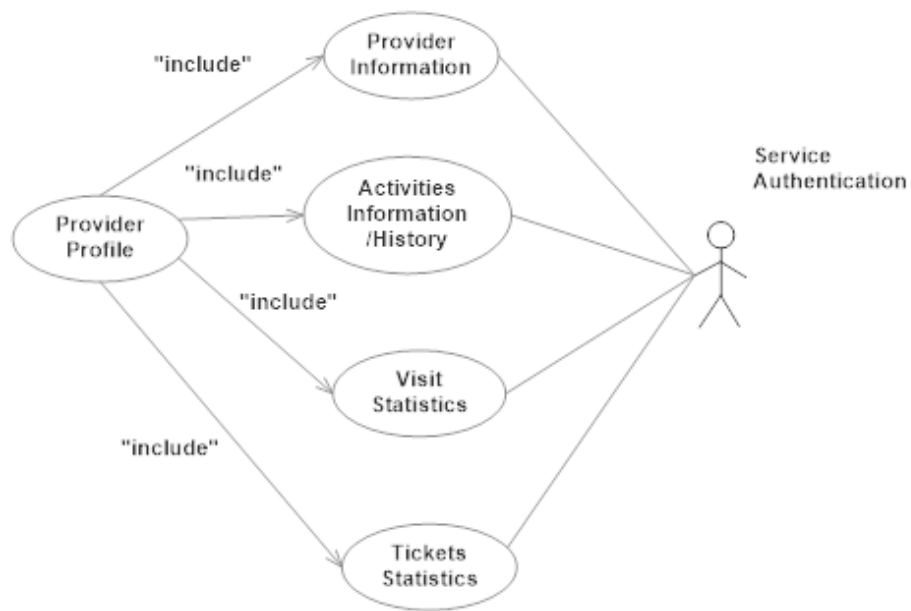 Provider
Information
"include"
"include"
Activities
Information
/History
Service
Authentication
Provider
Profile
"include"
Visit
Statistics
"include"
Tickets
Statistics